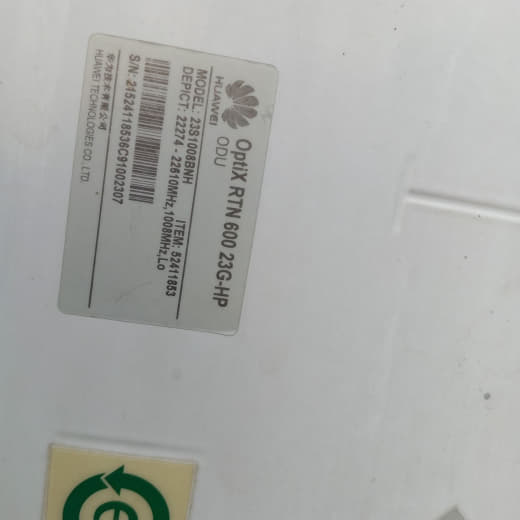 HUAWEI
OptiX RTN 600 23G-HP
ODU
MODEL: 23S1008BNH ITEM: 52411853
DEPICT: 22274 - 22610MHz,1008MHz,Lo
S/N: 21524118536C91002307
华为技术有限公司
HUAWEI TECHNOLOGIES CO. LTD.
e